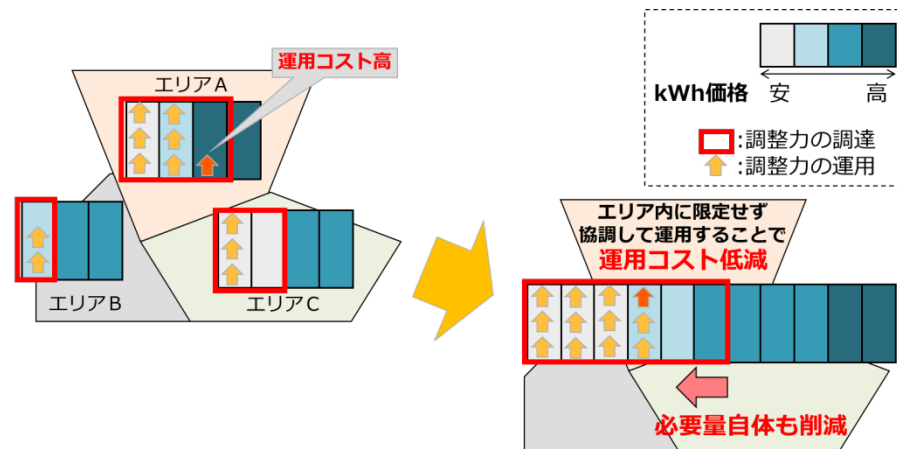 運用コスト高
エリアA
エリアB
エリアC
kWh価格 安 高
:調整力の調達
:調整力の運用
エリア内に限定せず
協調して運用することで
運用コスト低減
必要量自体も削減